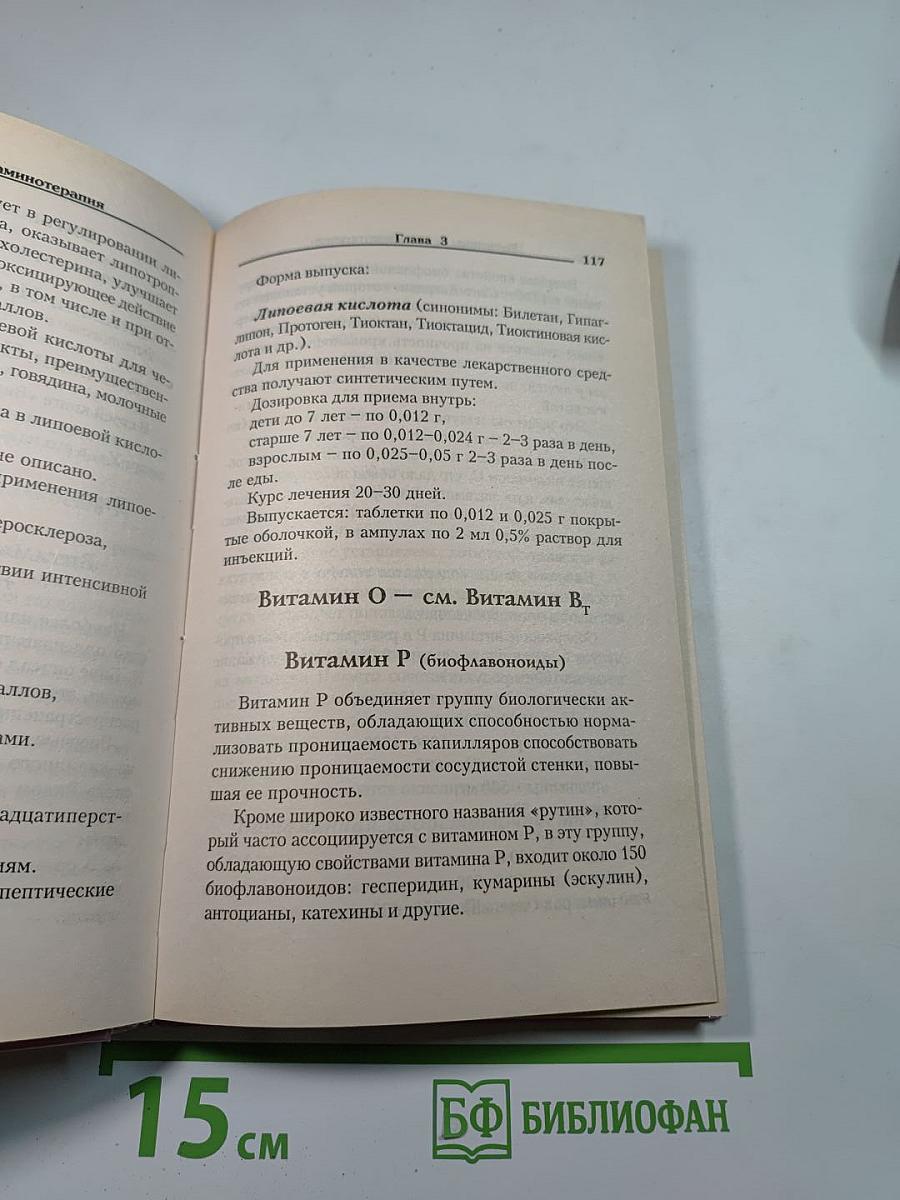 аминотерапия
ует в регулировании ли-
а, оказывает липотроп-
холестерина, улучшает
оксицирующее действие
, в том числе и при от-
аллов.
евой кислоты для че-
кты, преимуществен-
, говядина, молочные
а в липоевой кисло-
не описано.
рименения липое-
еросклероза,
вии интенсивной
аллов,
ами.
адцатиперст-
иям.
пептические
Глава 3
117
Форма выпуска:
Липоевая кислота (синонимы: Билетан, Гипаг-
липон, Протоген, Тиоктан, Тиоктацид, Тиоктиновая кис-
лота и др.).
Для применения в качестве лекарственного сред-
ства получают синтетическим путем.
Дозировка для приема внутрь:
дети до 7 лет – по 0,012 г,
старше 7 лет – по 0,012–0,024 г – 2–3 раза в день,
взрослым – по 0,025–0,05 г 2–3 раза в день пос-
ле еды.
Курс лечения 20–30 дней.
Выпускается: таблетки по 0,012 и 0,025 г покры-
тые оболочкой, в ампулах по 2 мл 0,5% раствор для
инъекций.
Витамин О — см. Витамин Вт
Витамин Р (биофлавоноиды)
Витамин Р объединяет группу биологически ак-
тивных веществ, обладающих способностью норма-
лизовать проницаемость капилляров способствовать
снижению проницаемости сосудистой стенки, повы-
шая ее прочность.
Кроме широко известного названия «рутин», кото-
рый часто ассоциируется с витамином Р, в эту группу,
обладающую свойствами витамина Р, входит около 150
биофлавоноидов: гесперидин, кумарины (эскулин),
антоцианы, катехины и другие.
15 см
БФ БИБЛИОФАН